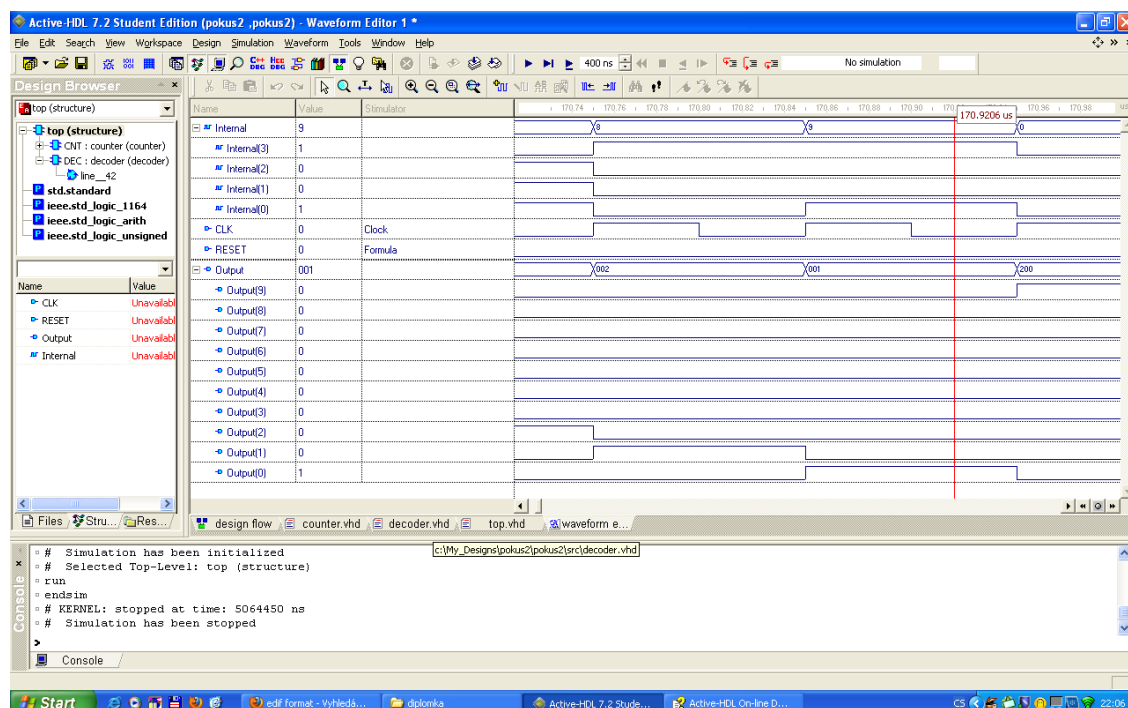 Active-HDL 7.2 Student Edition (pokus2 ,pokus2) - Waveform Editor 1 *
File Edit Search View Workspace Design Simulation Waveform Tools Window Help
400 ns No simulation
Design Browser
top (structure)
top (structure)
CNT : counter (counter)
DEC : decoder (decoder)
line__42
std.standard
ieee.std_logic_1164
ieee.std_logic_arith
ieee.std_logic_unsigned
Name Value
CLK Unavailabl
RESET Unavailabl
Output Unavailabl
Internal Unavailabl
Files Stru... Res...
Name Value Stimulator 170.74 170.76 170.78 170.80 170.82 170.84 170.86 170.88 170.90 170.96 170.98 us
170.9206 us
Internal 9 8 9 0
Internal(3) 1
Internal(2) 0
Internal(1) 0
Internal(0) 1
CLK 0 Clock
RESET 0 Formula
Output 001 002 001 200
Output(9) 0
Output(8) 0
Output(7) 0
Output(6) 0
Output(5) 0
Output(4) 0
Output(3) 0
Output(2) 0
Output(1) 0
Output(0) 1
design flow counter.vhd decoder.vhd top.vhd waveform e...
c:\My_Designs\pokus2\pokus2\src\decoder.vhd
Console
# Simulation has been initialized
# Selected Top-Level: top (structure)
run
endsim
# KERNEL: stopped at time: 5064450 ns
# Simulation has been stopped
>
Console
Start edif format - Vyhledá... diplomka Active-HDL 7.2 Stude... Active-HDL On-line D... CS 22:06